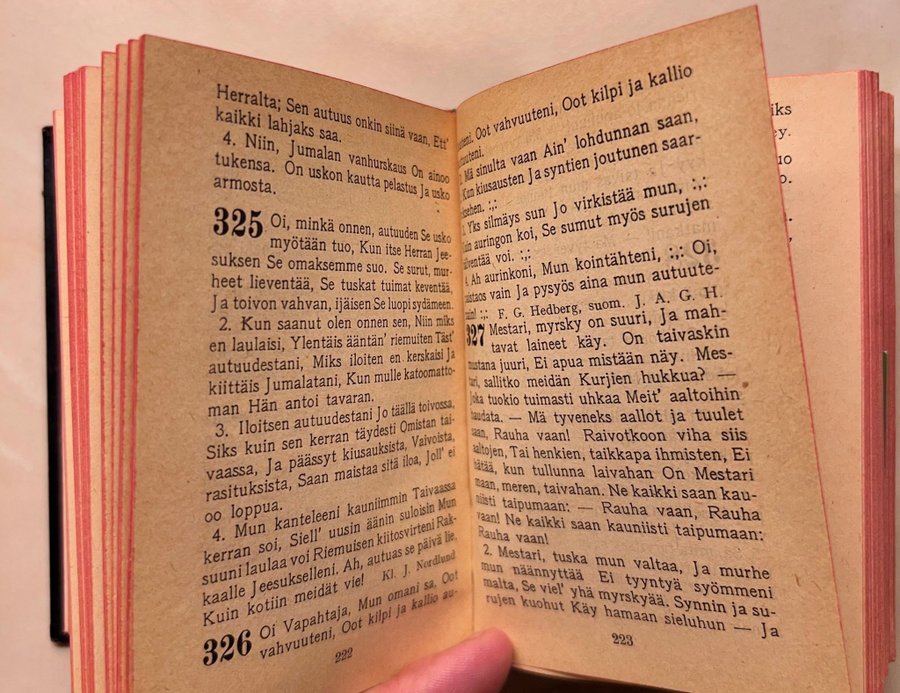 Herralta; Sen autuus onkin siinä vaan, Ett'
kaikki lahjaks saa.
4. Niin, Jumalan vanhurskaus On ainoo
tukensa. On uskon kautta pelastus Ja usko
armosta.
325 Oi, minkä onnen, autuuden Se usko
myötään tuo, Kun itse Herran Jee-
suksen Se omaksemme suo. Se surut, mur-
heet lieventää, Se tuskat tuimat keventää,
Ja toivon vahvan, ijäisen Se luopi sydämeen.
2. Kun saanut olen onnen sen, Niin miks
en laulaisi, Ylentäis ääntän' riemuiten Täst'
autuudestani, Miks iloiten en kerskaisi Ja
kiittäis Jumalatani, Kun mulle katoomatto-
man Hän antoi tavaran.
3. Iloitsen autuudestani Jo täällä toivossa,
Siks kuin sen kerran täydesti Omistan tai-
vaassa, Ja päässyt kiusauksista, Vaivoista,
rasituksista, Saan maistaa sitä iloa, Joll' ei
oo loppua.
4. Mun kanteleeni kauniimmin Taivaassa
kerran soi, Siell' uusin äänin suloisin Mun
suuni laulaa voi Riemuisen kiitosvirteni Rak-
kaalle Jeesukselleni. Ah, autuas se päivä lie,
Kuin kotiin meidät vie! Kl. J. Nordlund
326 Oi Vapahtaja, Mun omani sa, Oot
vahvuuteni, Oot kilpi ja kallio au-
222
Oot vahvuuteni, Oot kilpi ja kallio
Mä sinulta vaan Ain' lohdunnan saan,
Kun kiusausten Ja syntien joutunen saar-
:,:
Yks silmäys sun Jo virkistää mun, :,:
auringon koi, Se sumut myös surujen
voi. :,:
4. Ah aurinkoni, Mun kointähteni, :,: Oi,
vain Ja pysyös aina mun autuute-
:,: F. G. Hedberg, suom. J. A. G. H.
327 Mestari, myrsky on suuri, Ja mah-
tavat laineet käy. On taivaskin
mustana juuri, Ei apua mistään näy. Mes-
tari, sallitko meidän Kurjien hukkua? —
Joka tuokio tuimasti uhkaa Meit' aaltoihin
haudata. — Mä tyveneks aallot ja tuulet
saan, Rauha vaan! Raivotkoon viha siis
aaltojen, Tai henkien, taikkapa ihmisten, Ei
hätää, kun tullunna laivahan On Mestari
maan, meren, taivahan. Ne kaikki saan kau-
niisti taipumaan: — Rauha vaan, Rauha
vaan! Ne kaikki saan kauniisti taipumaan:
Rauha vaan!
2. Mestari, tuska mun valtaa, Ja murhe
mun näännyttää Ei tyyntyä syömmeni
malta, Se viel' yhä myrskyää. Synnin ja su-
rujen kuohut Käy hamaan sieluhun — Ja
223